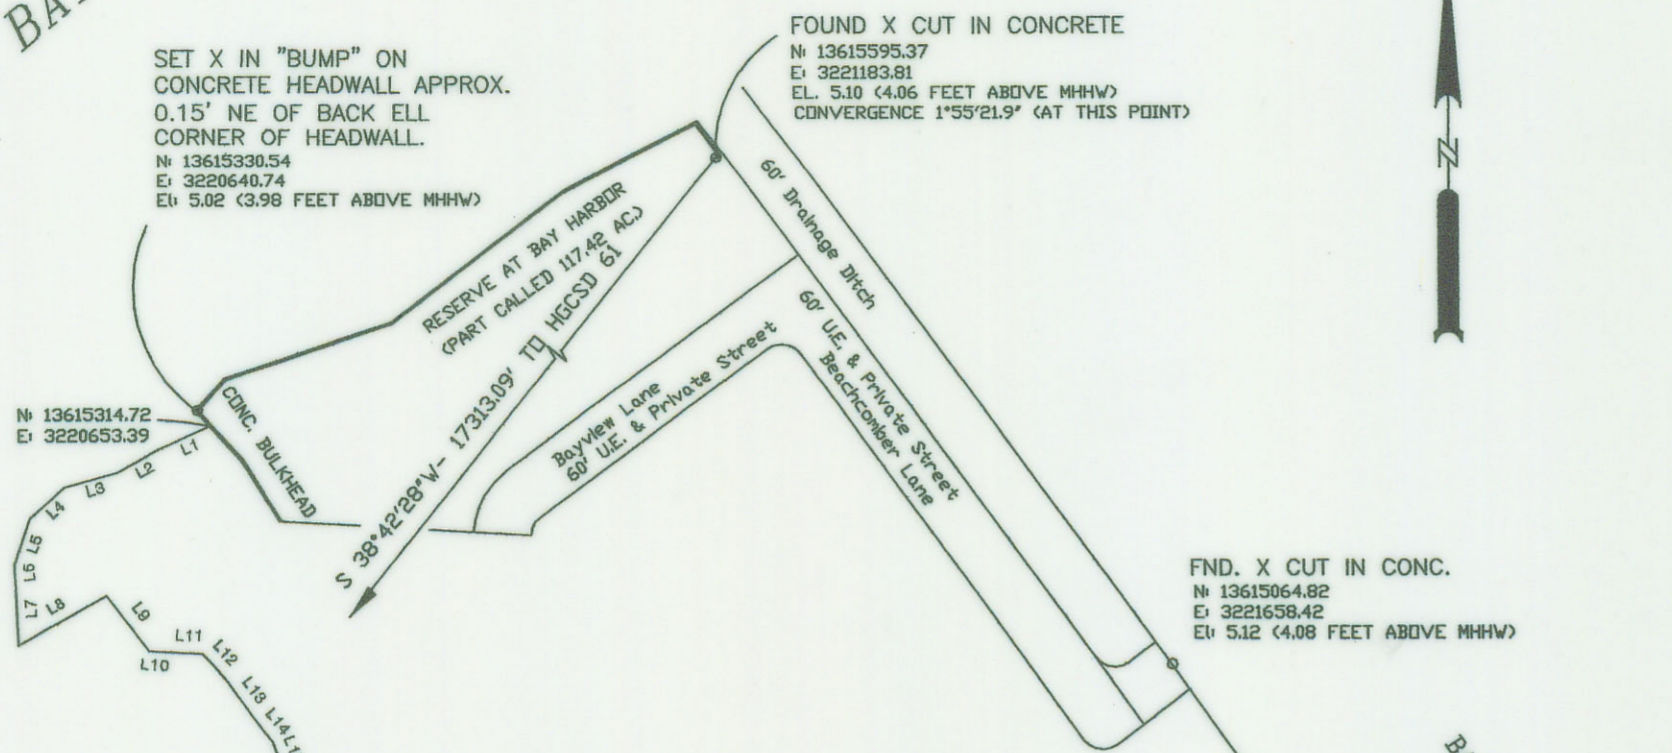 BA
SET X IN "BUMP" ON
CONCRETE HEADWALL APPROX.
0.15' NE OF BACK ELL
CORNER OF HEADWALL.
N: 13615330.54
E: 3220640.74
El: 5.02 (3.98 FEET ABOVE MHHW)
FOUND X CUT IN CONCRETE
N: 13615595.37
E: 3221183.81
EL. 5.10 (4.06 FEET ABOVE MHHW)
CONVERGENCE 1°55'21.9" (AT THIS POINT)
N
60' Drainage Ditch
RESERVE AT BAY HARBOR
(PART CALLED 117.42 AC.)
S 38°42'28"W- 17313.09' TO HGCSD 61
60' U.E. & Private Street
Beachcomber Lane
Bayview Lane
60' U.E. & Private Street
CONC. BULKHEAD
N: 13615314.72
E: 3220653.39
L1
L2
L3
L4
L5
L6
L7
L8
L9
L10
L11
L12
L13
L14
FND. X CUT IN CONC.
N: 13615064.82
E: 3221658.42
El: 5.12 (4.08 FEET ABOVE MHHW)